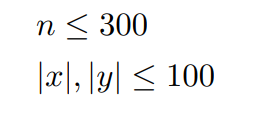 n ≤ 300
|x|, |y| ≤ 100